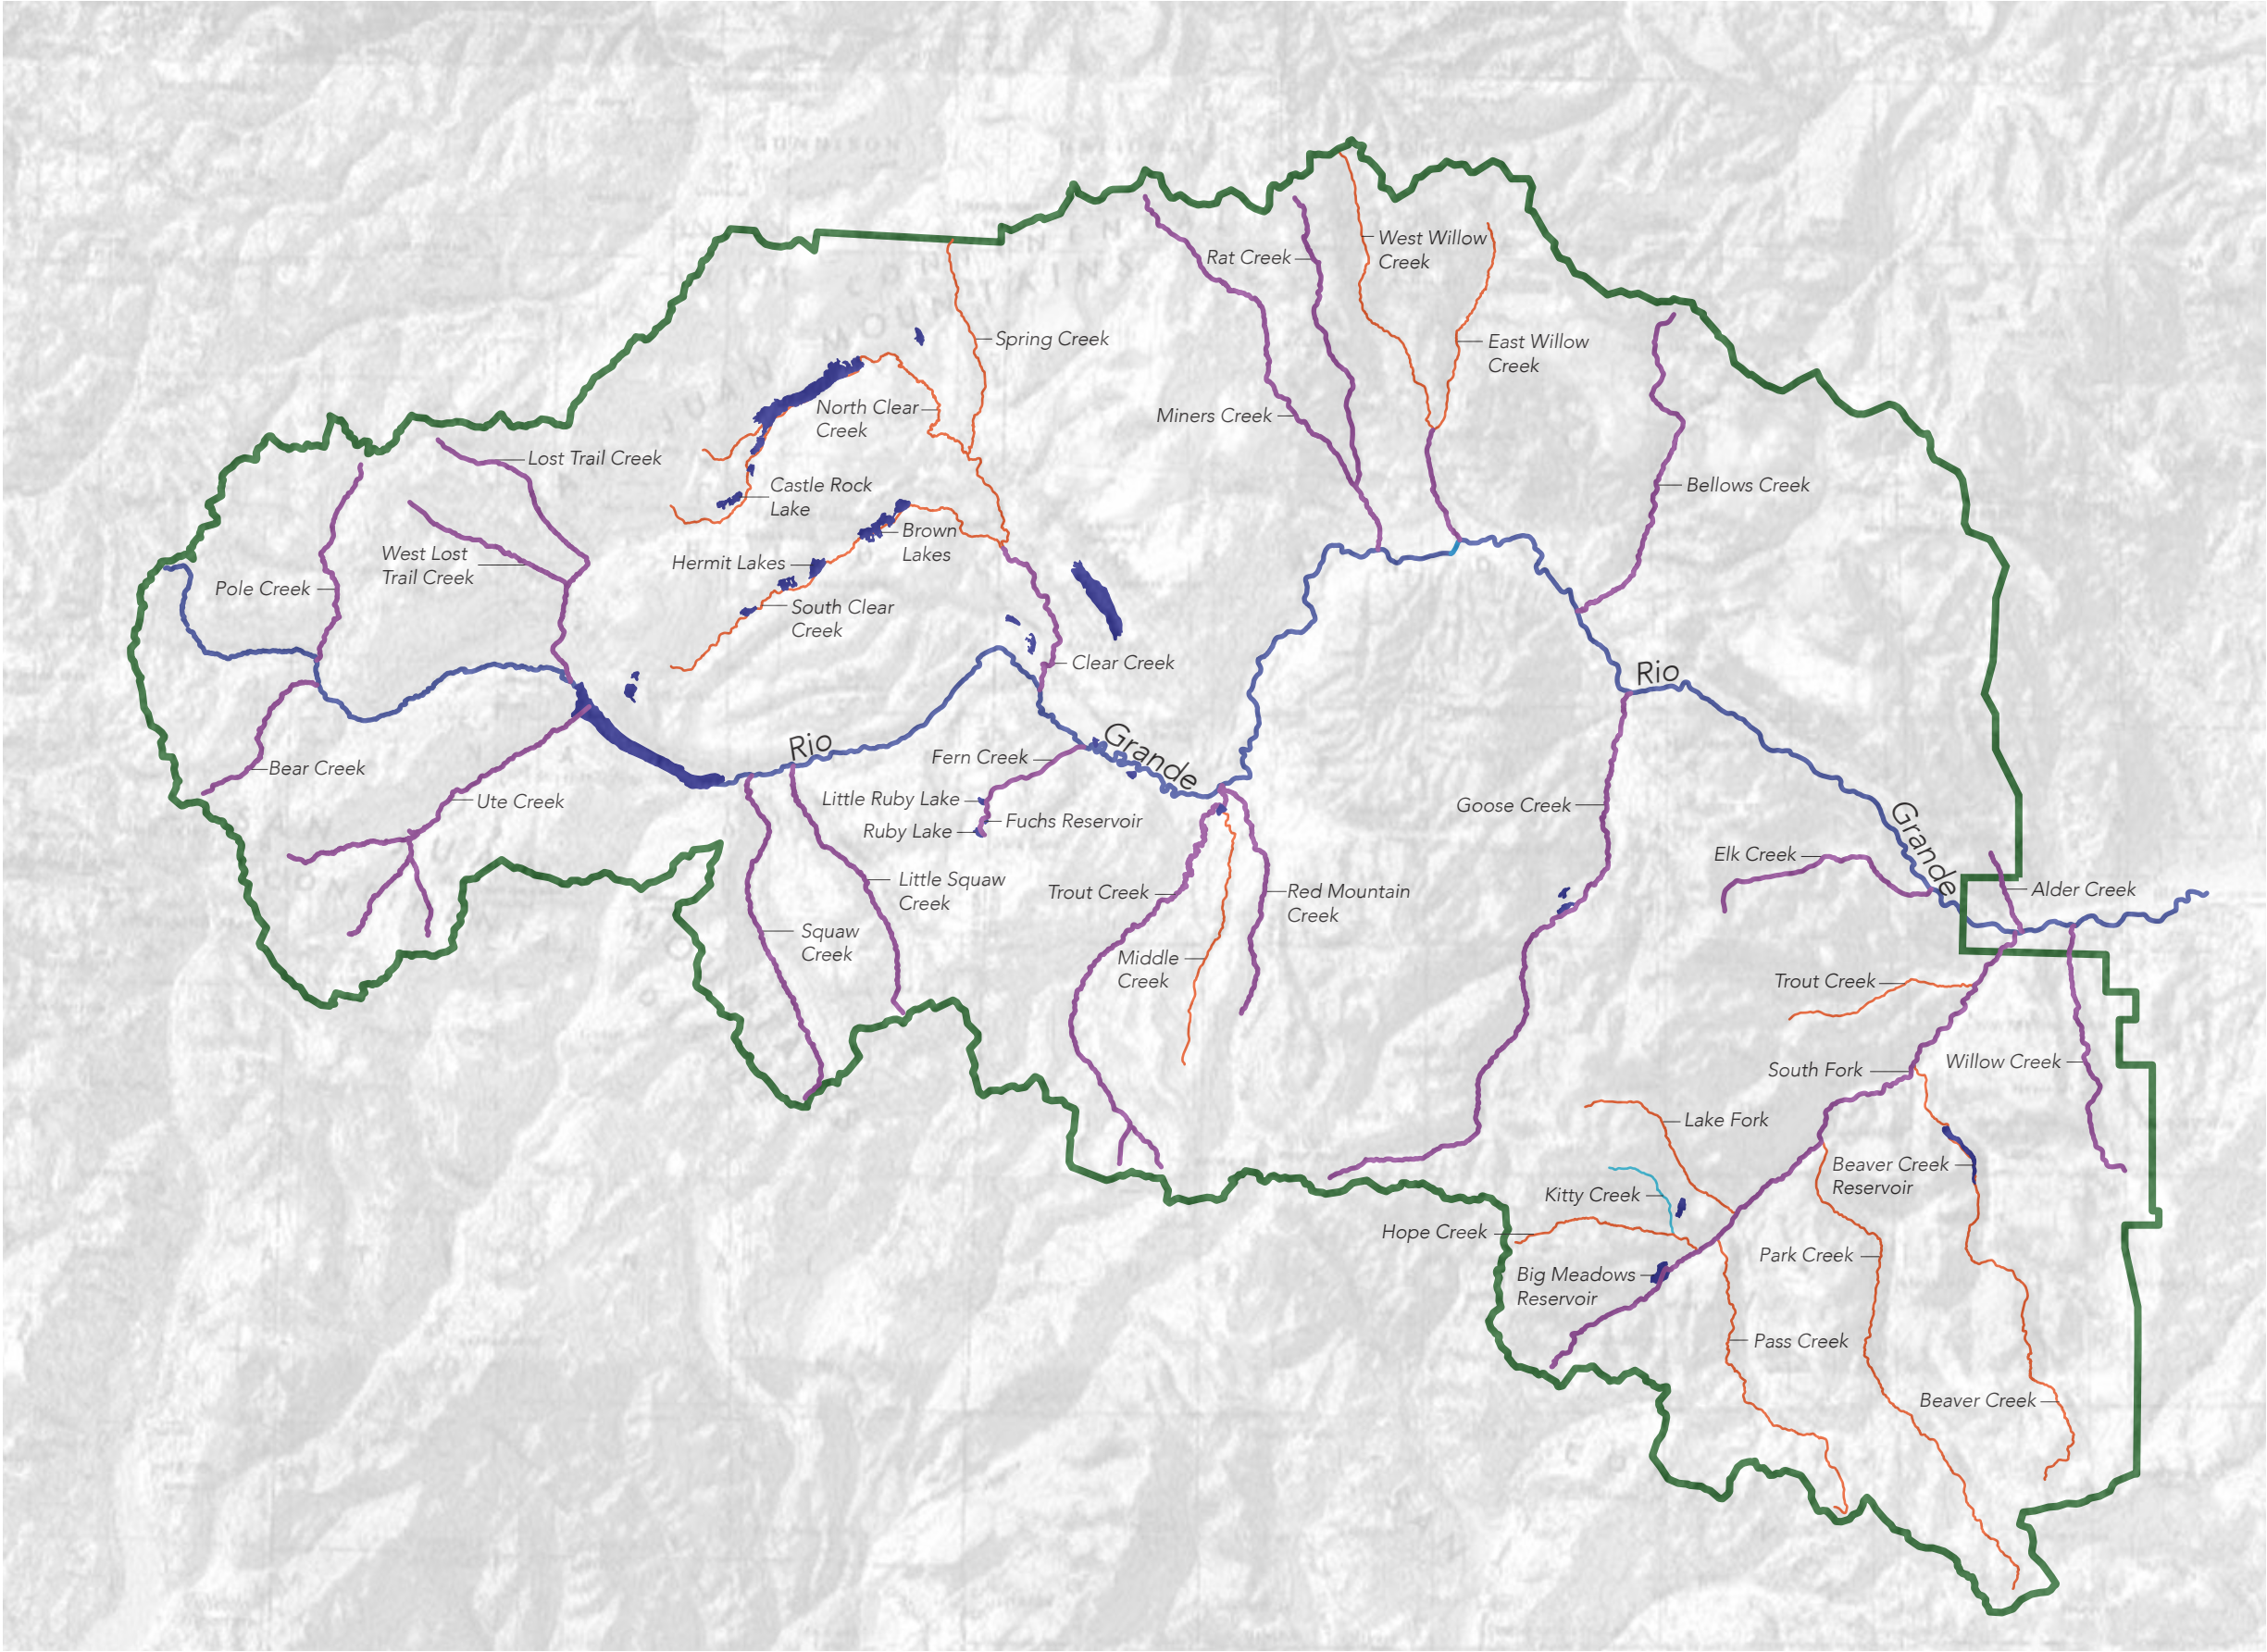 West Willow
Creek
Rat Creek
Spring Creek
East Willow
Creek
North Clear
Creek
Miners Creek
Lost Trail Creek
Castle Rock
Lake
Bellows Creek
Brown
Lakes
West Lost
Trail Creek
Hermit Lakes
Pole Creek
South Clear
Creek
Clear Creek
Rio
Rio
Grande
Fern Creek
Bear Creek
Ute Creek
Little Ruby Lake
Fuchs Reservoir
Ruby Lake
Goose Creek
Grande
Elk Creek
Little Squaw
Creek
Trout Creek
Red Mountain
Creek
Alder Creek
Squaw
Creek
Middle
Creek
Trout Creek
Willow Creek
South Fork
Lake Fork
Beaver Creek
Reservoir
Kitty Creek
Hope Creek
Park Creek
Big Meadows
Reservoir
Pass Creek
Beaver Creek